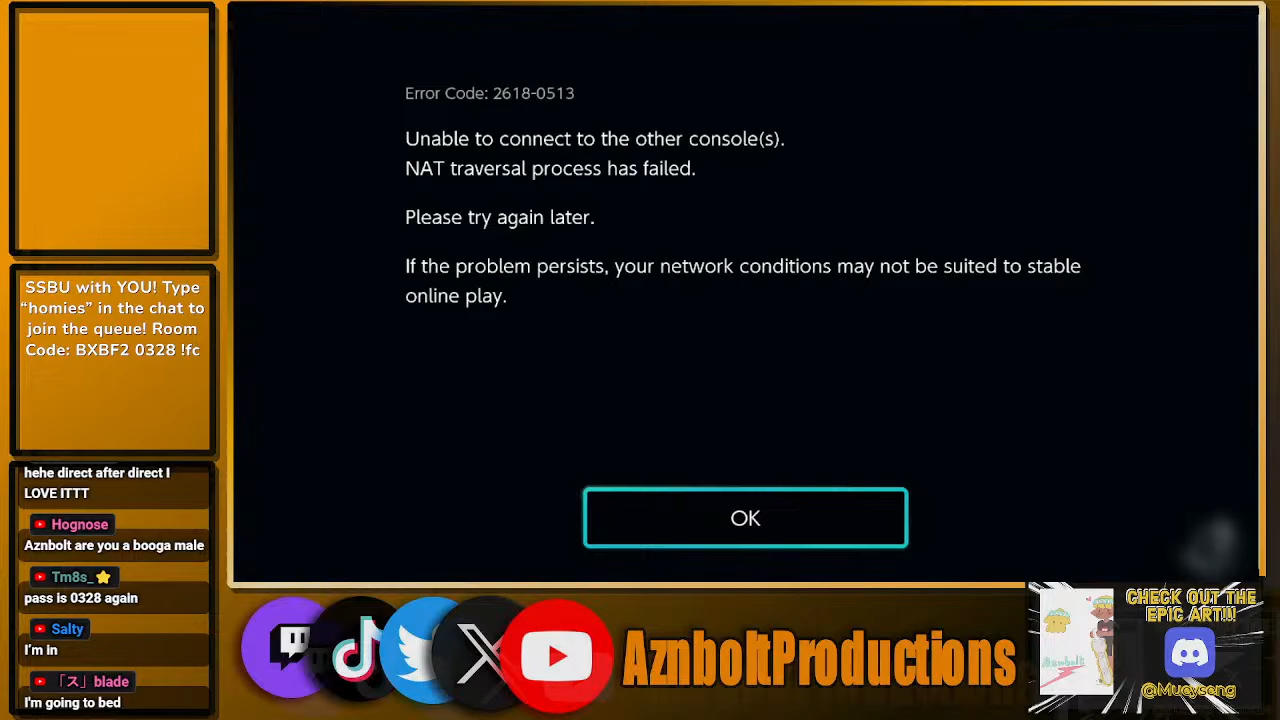 Error Code: 2618-0513
Unable to connect to the other console(s).
NAT traversal process has failed.
Please try again later.
If the problem persists, your network conditions may not be suited to stable
online play.
OK
SSBU with YOU! Type
“homies” in the chat to
join the queue! Room
Code: BXBF2 0328 !fc
hehe direct after direct I
LOVE ITTT
Hognose
Aznbolt are you a booga male
Tm8s_
pass is 0328 again
Salty
I'm in
「ス」blade
I'm going to bed
AznboltProductions
CHECK OUT THE
EPIC ART!!!
@Mueyseng